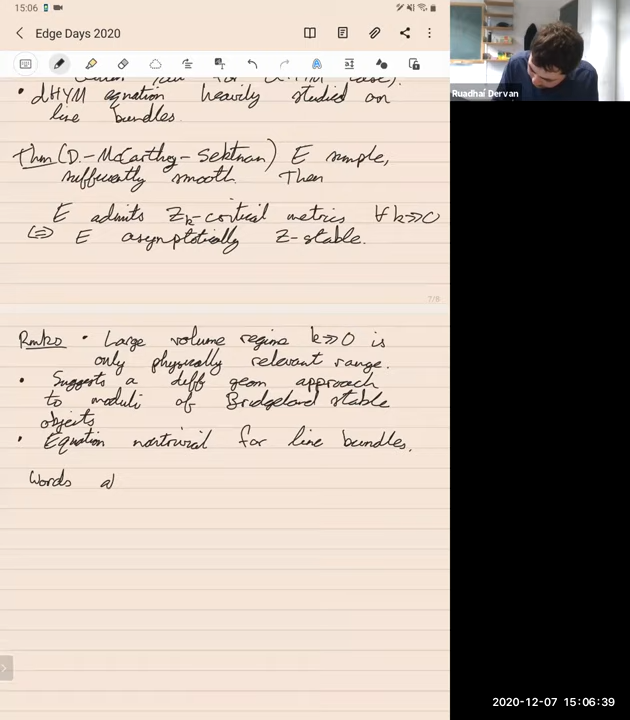 15:06
Edge Days 2020
• dHYM equation heavily studied on
line bundles.
Thm (D.-McCarthy-Sektnan) E simple,
sufficiently smooth. Then
E admits Z_k-critical metrics ∀ k>>0
⇔ E asymptotically Z-stable.
7/9
Rmks • Large volume regime k>>0 is
only physically relevant range.
• Suggests a diff geom approach
to moduli of Bridgeland stable
objects
• Equation nontrivial for line bundles.
Words a
Ruadhaí Dervan
2020-12-07 15:06:39